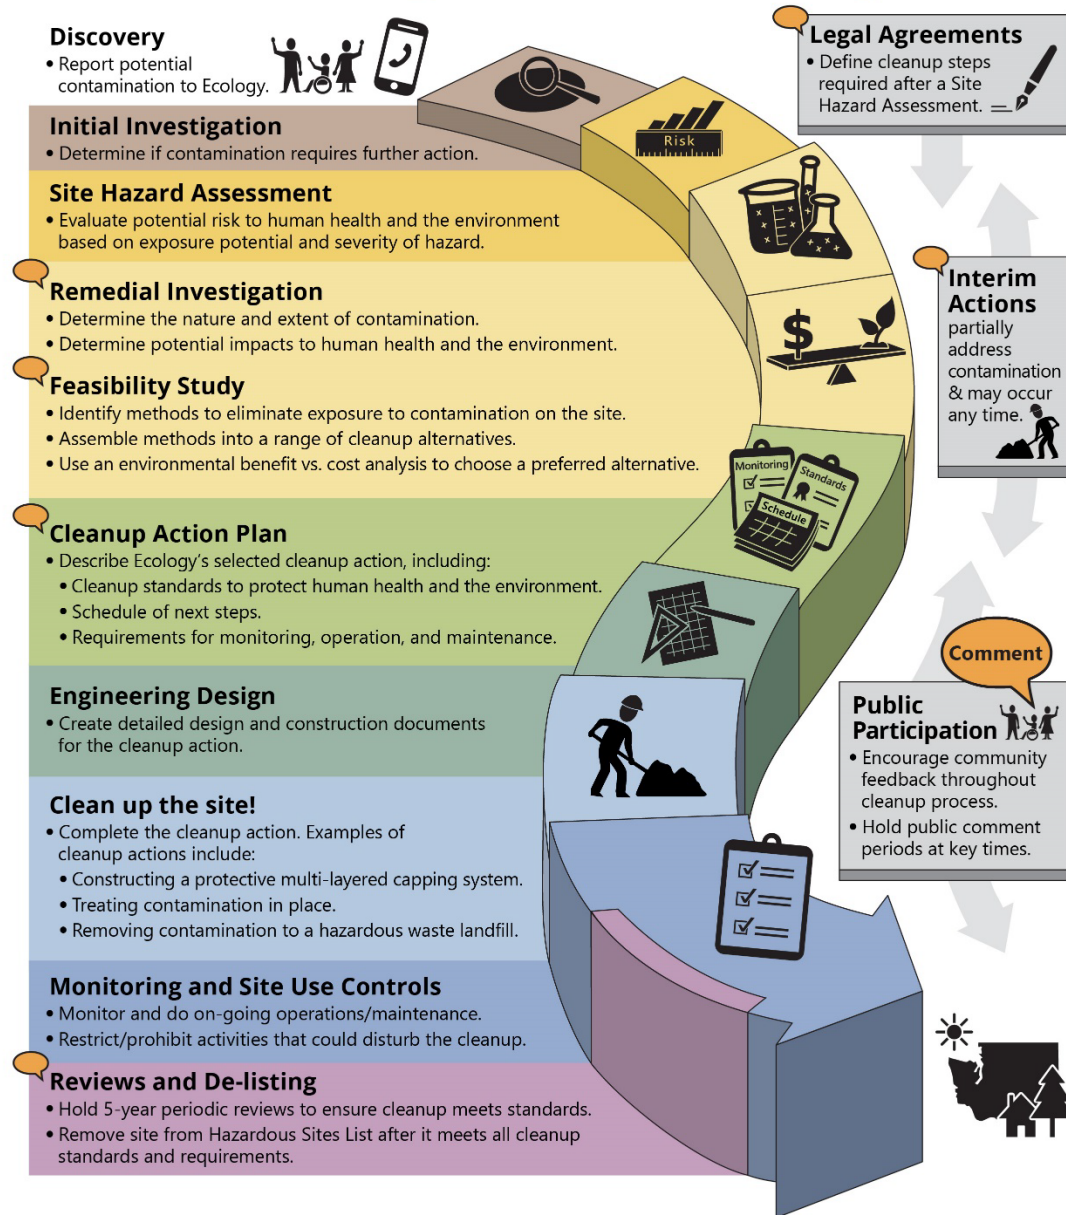 Discovery
• Report potential
contamination to Ecology.
Initial Investigation
• Determine if contamination requires further action.
Site Hazard Assessment
• Evaluate potential risk to human health and the environment
based on exposure potential and severity of hazard.
Remedial Investigation
• Determine the nature and extent of contamination.
• Determine potential impacts to human health and the environment.
Feasibility Study
• Identify methods to eliminate exposure to contamination on the site.
• Assemble methods into a range of cleanup alternatives.
• Use an environmental benefit vs. cost analysis to choose a preferred alternative.
Cleanup Action Plan
• Describe Ecology's selected cleanup action, including:
• Cleanup standards to protect human health and the environment.
• Schedule of next steps.
• Requirements for monitoring, operation, and maintenance.
Engineering Design
• Create detailed design and construction documents
for the cleanup action.
Clean up the site!
• Complete the cleanup action. Examples of
cleanup actions include:
• Constructing a protective multi-layered capping system.
• Treating contamination in place.
• Removing contamination to a hazardous waste landfill.
Monitoring and Site Use Controls
• Monitor and do on-going operations/maintenance.
• Restrict/prohibit activities that could disturb the cleanup.
Reviews and De-listing
• Hold 5-year periodic reviews to ensure cleanup meets standards.
• Remove site from Hazardous Sites List after it meets all cleanup
standards and requirements.
Risk
$
Monitoring
Standards
Schedule
Legal Agreements
• Define cleanup steps
required after a Site
Hazard Assessment.
Interim
Actions
partially
address
contamination
& may occur
any time.
Comment
Public
Participation
• Encourage community
feedback throughout
cleanup process.
• Hold public comment
periods at key times.